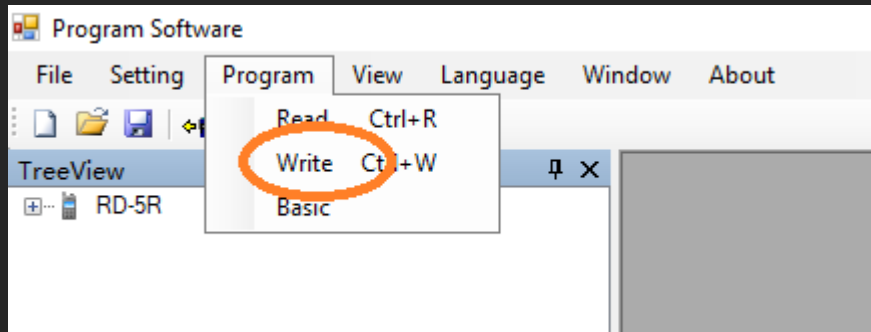 Program Software
File Setting Program View Language Window About
Read Ctrl+R
Write Ctrl+W
Basic
TreeView
RD-5R